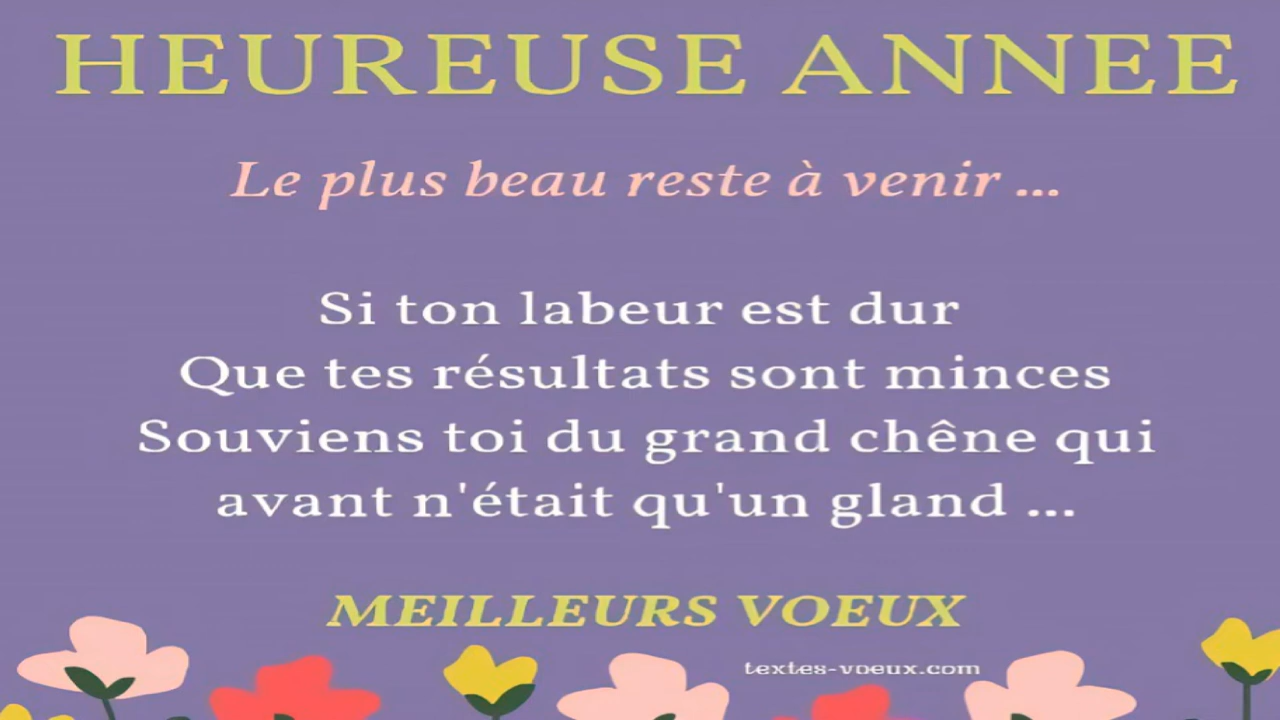 HEUREUSE ANNEE
Le plus beau reste à venir ...
Si ton labeur est dur
Que tes résultats sont minces
Souviens toi du grand chêne qui
avant n'était qu'un gland ...
MEILLEURS VOEUX
textes-voeux.com